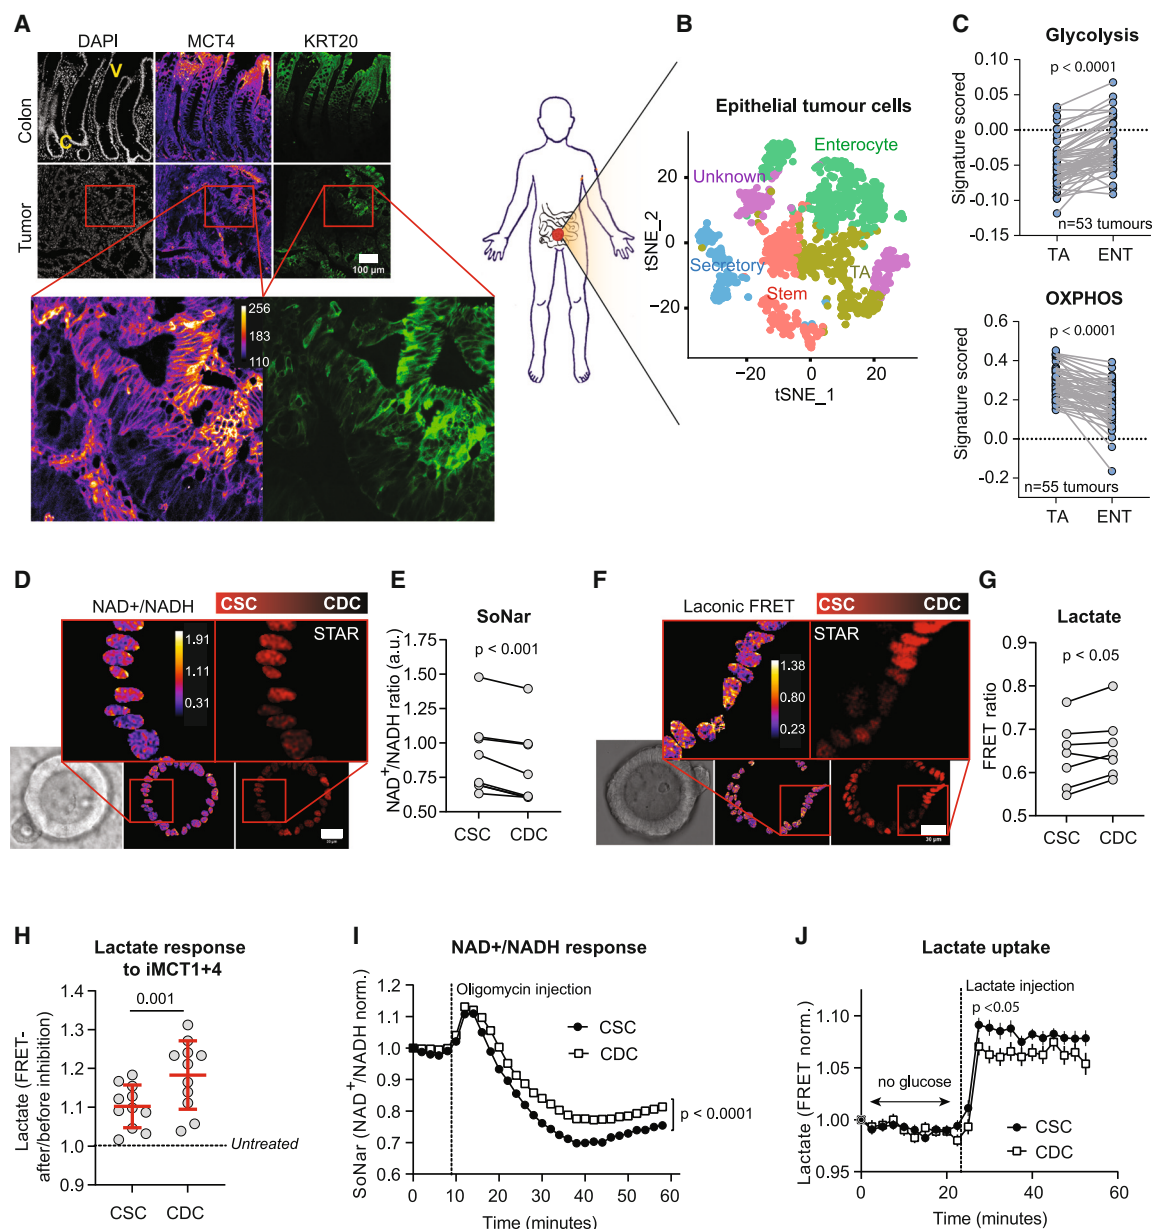 A
DAPI MCT4 KRT20
Colon
V
C
Tumor
100 µm
256
183
110
B
Epithelial tumour cells
Enterocyte
Unknown
Secretory
TA
Stem
tSNE_2
20
0
−20
−20 0 20
tSNE_1
C
Glycolysis
p < 0.0001
Signature scored
0.05
0.00
-0.05
-0.10
-0.15
n=53 tumours
TA ENT
OXPHOS
p < 0.0001
Signature scored
0.6
0.4
0.2
0.0
-0.2
n=55 tumours
TA ENT
D
NAD+/NADH
CSC CDC
STAR
1.91
1.11
0.31
E
SoNar
p < 0.001
NAD+/NADH ratio (a.u.)
1.75
1.50
1.25
1.00
0.75
0.50
CSC CDC
F
Laconic FRET
CSC CDC
STAR
1.38
0.80
0.23
30 µm
G
Lactate
p < 0.05
FRET ratio
0.9
0.8
0.7
0.6
0.5
CSC CDC
H
Lactate response
to iMCT1+4
0.001
Lactate (FRET-
after/before inhibition)
1.4
1.3
1.2
1.1
1.0
0.9
Untreated
CSC CDC
I
NAD+/NADH response
Oligomycin injection
SoNar (NAD+/NADH norm.)
1.2
1.1
1.0
0.9
0.8
0.7
0.6
CSC
CDC
p < 0.0001
0 10 20 30 40 50 60
Time (minutes)
J
Lactate uptake
Lactate injection
p <0.05
Lactate (FRET norm.)
1.10
1.05
1.00
0.95
no glucose
CSC
CDC
0 20 40 60
Time (minutes)